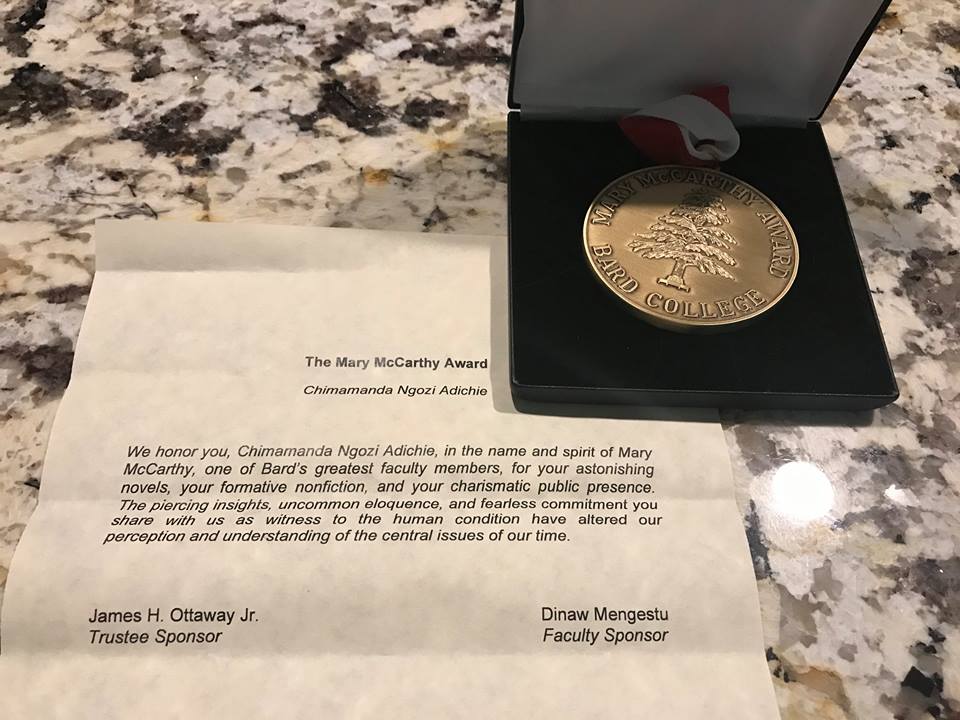 MARY McCARTHY AWARD
BARD COLLEGE
The Mary McCarthy Award
Chimamanda Ngozi Adichie
We honor you, Chimamanda Ngozi Adichie, in the name and spirit of Mary
McCarthy, one of Bard's greatest faculty members, for your astonishing
novels, your formative nonfiction, and your charismatic public presence.
The piercing insights, uncommon eloquence, and fearless commitment you
share with us as witness to the human condition have altered our
perception and understanding of the central issues of our time.
James H. Ottaway Jr.
Trustee Sponsor
Dinaw Mengestu
Faculty Sponsor